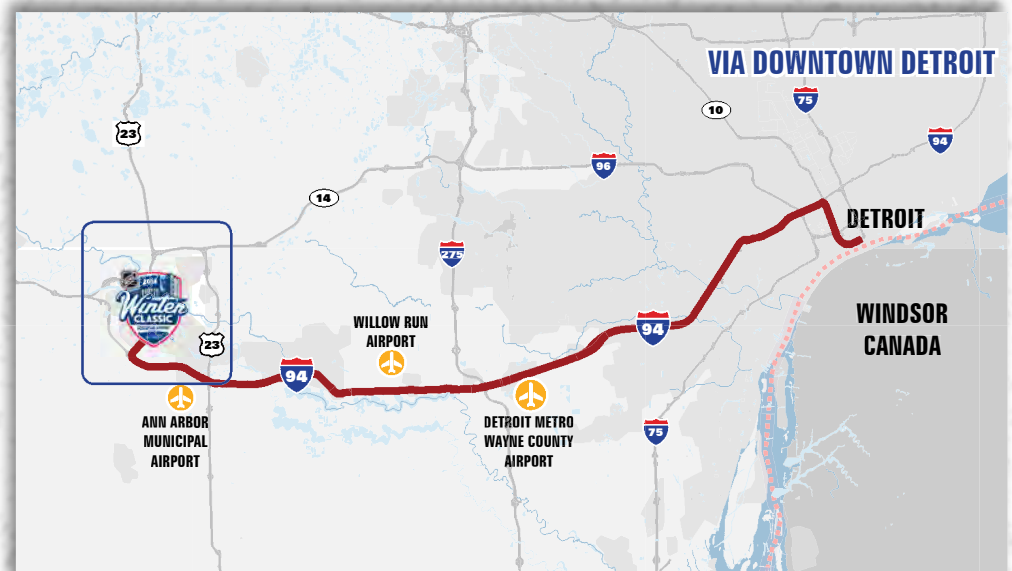 VIA DOWNTOWN DETROIT
75
10
23
94
96
14
DETROIT
275
2014
Winter
CLASSIC
WINDSOR
CANADA
WILLOW RUN
AIRPORT
94
23
94
ANN ARBOR
MUNICIPAL
AIRPORT
DETROIT METRO
WAYNE COUNTY
AIRPORT
75